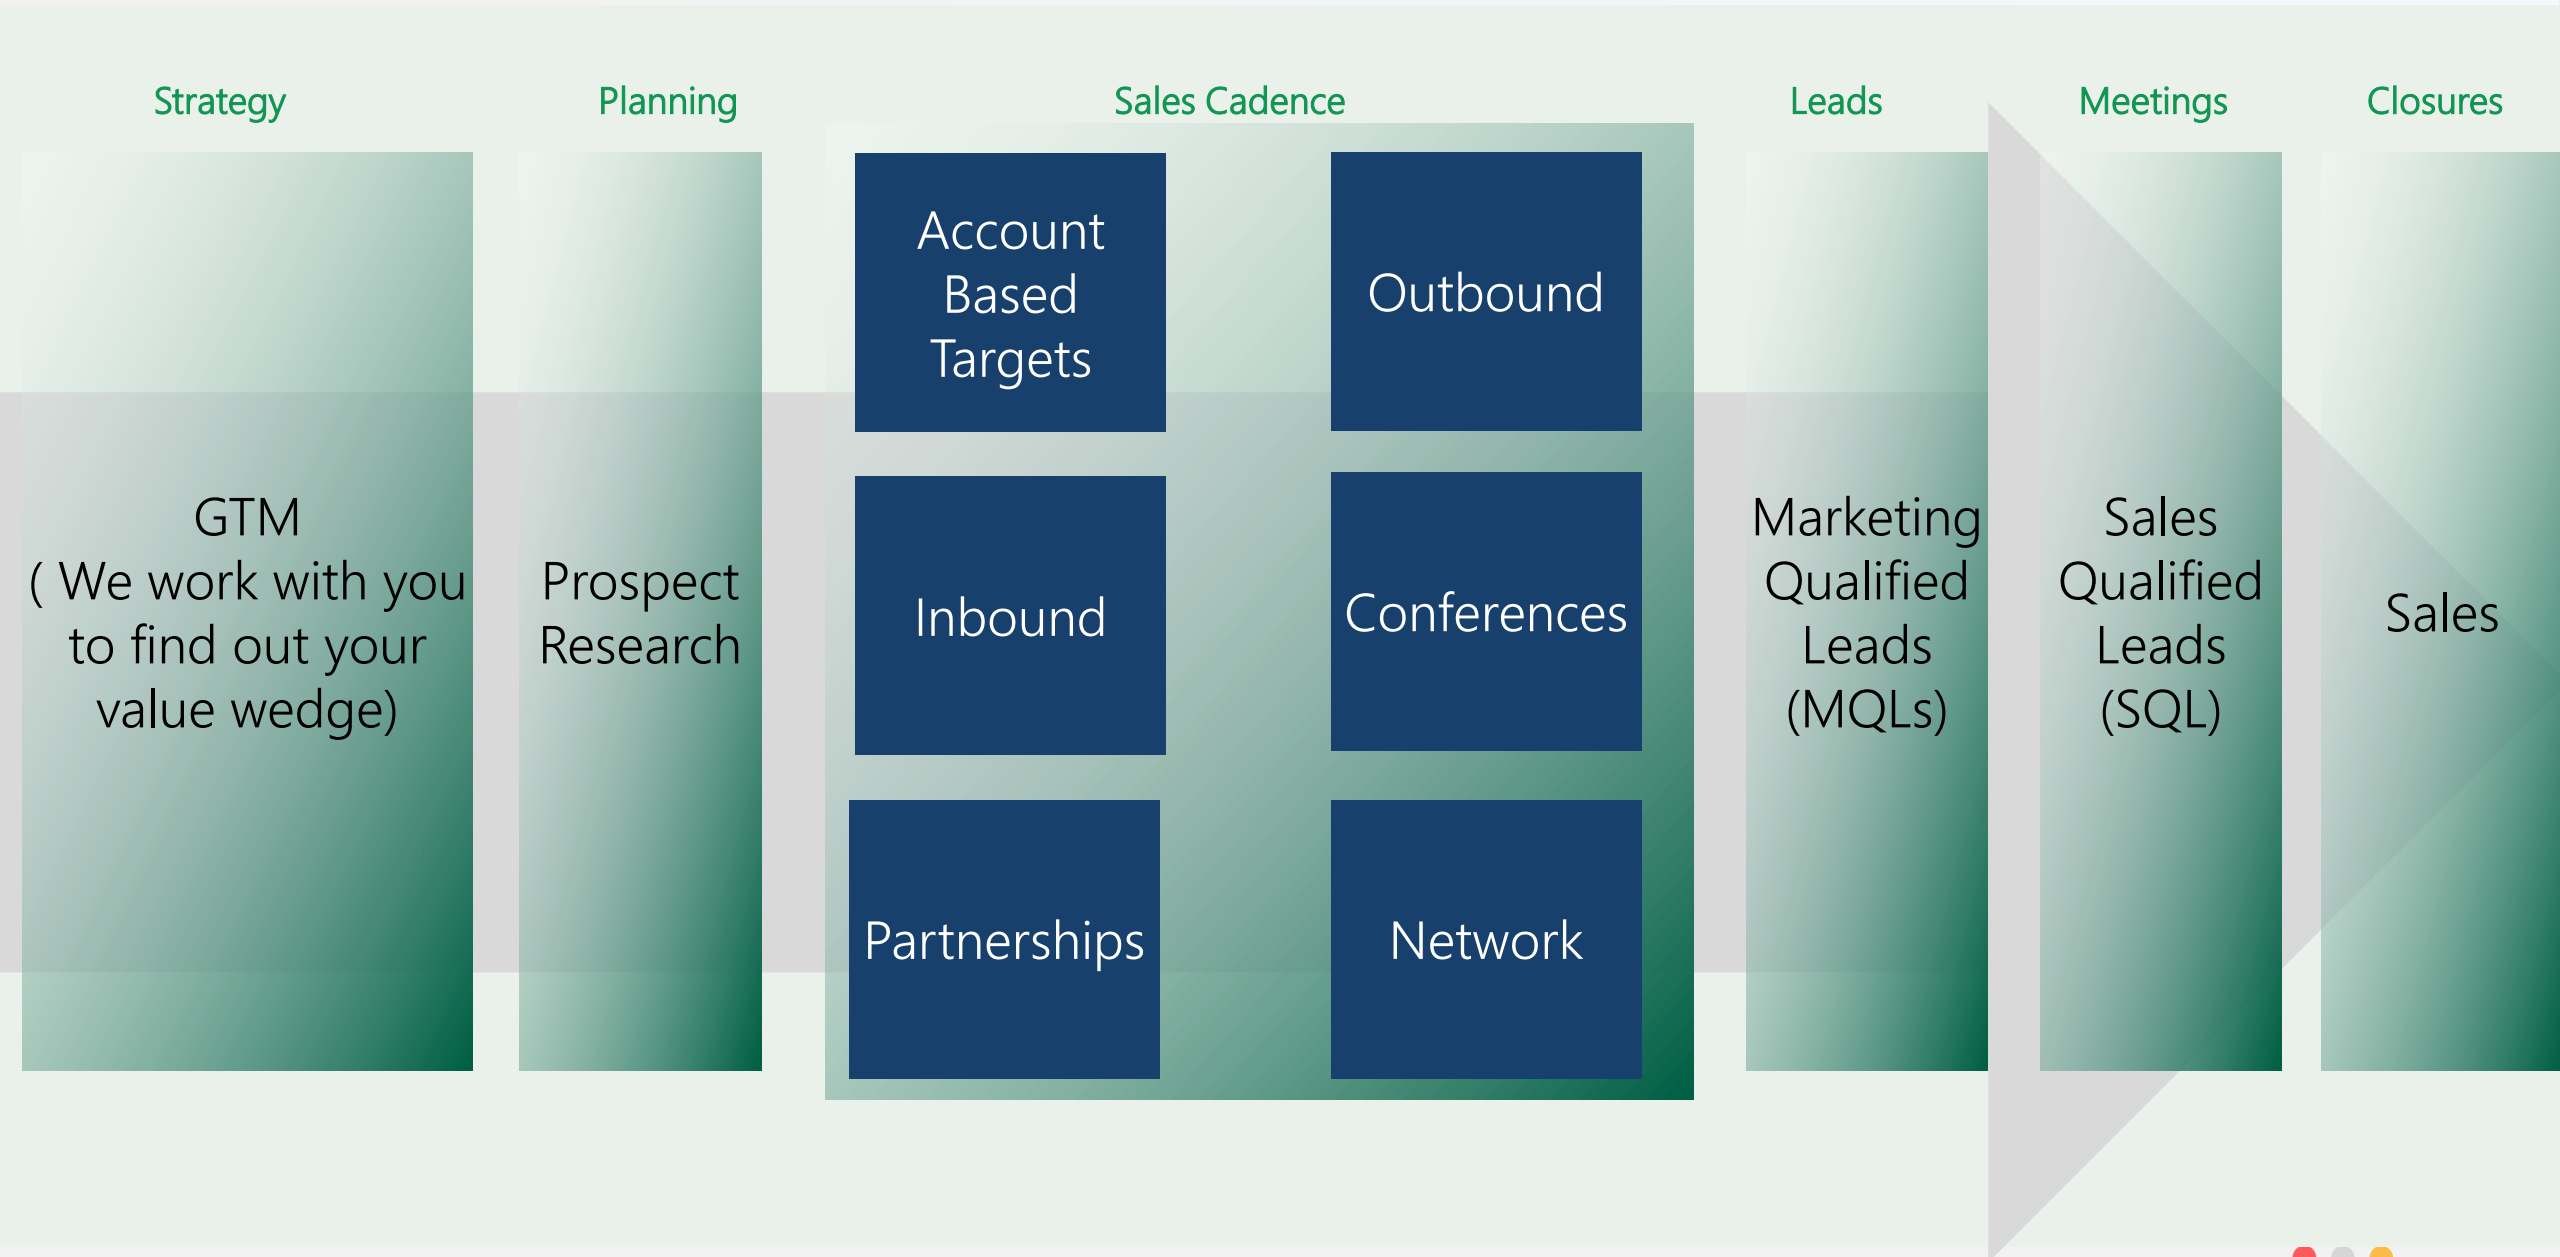 Strategy
Planning
Sales Cadence
Leads
Meetings
Closures
GTM
( We work with you
to find out your
value wedge)
Prospect
Research
Account
Based
Targets
Outbound
Inbound
Conferences
Partnerships
Network
Marketing
Qualified
Leads
(MQLs)
Sales
Qualified
Leads
(SQL)
Sales